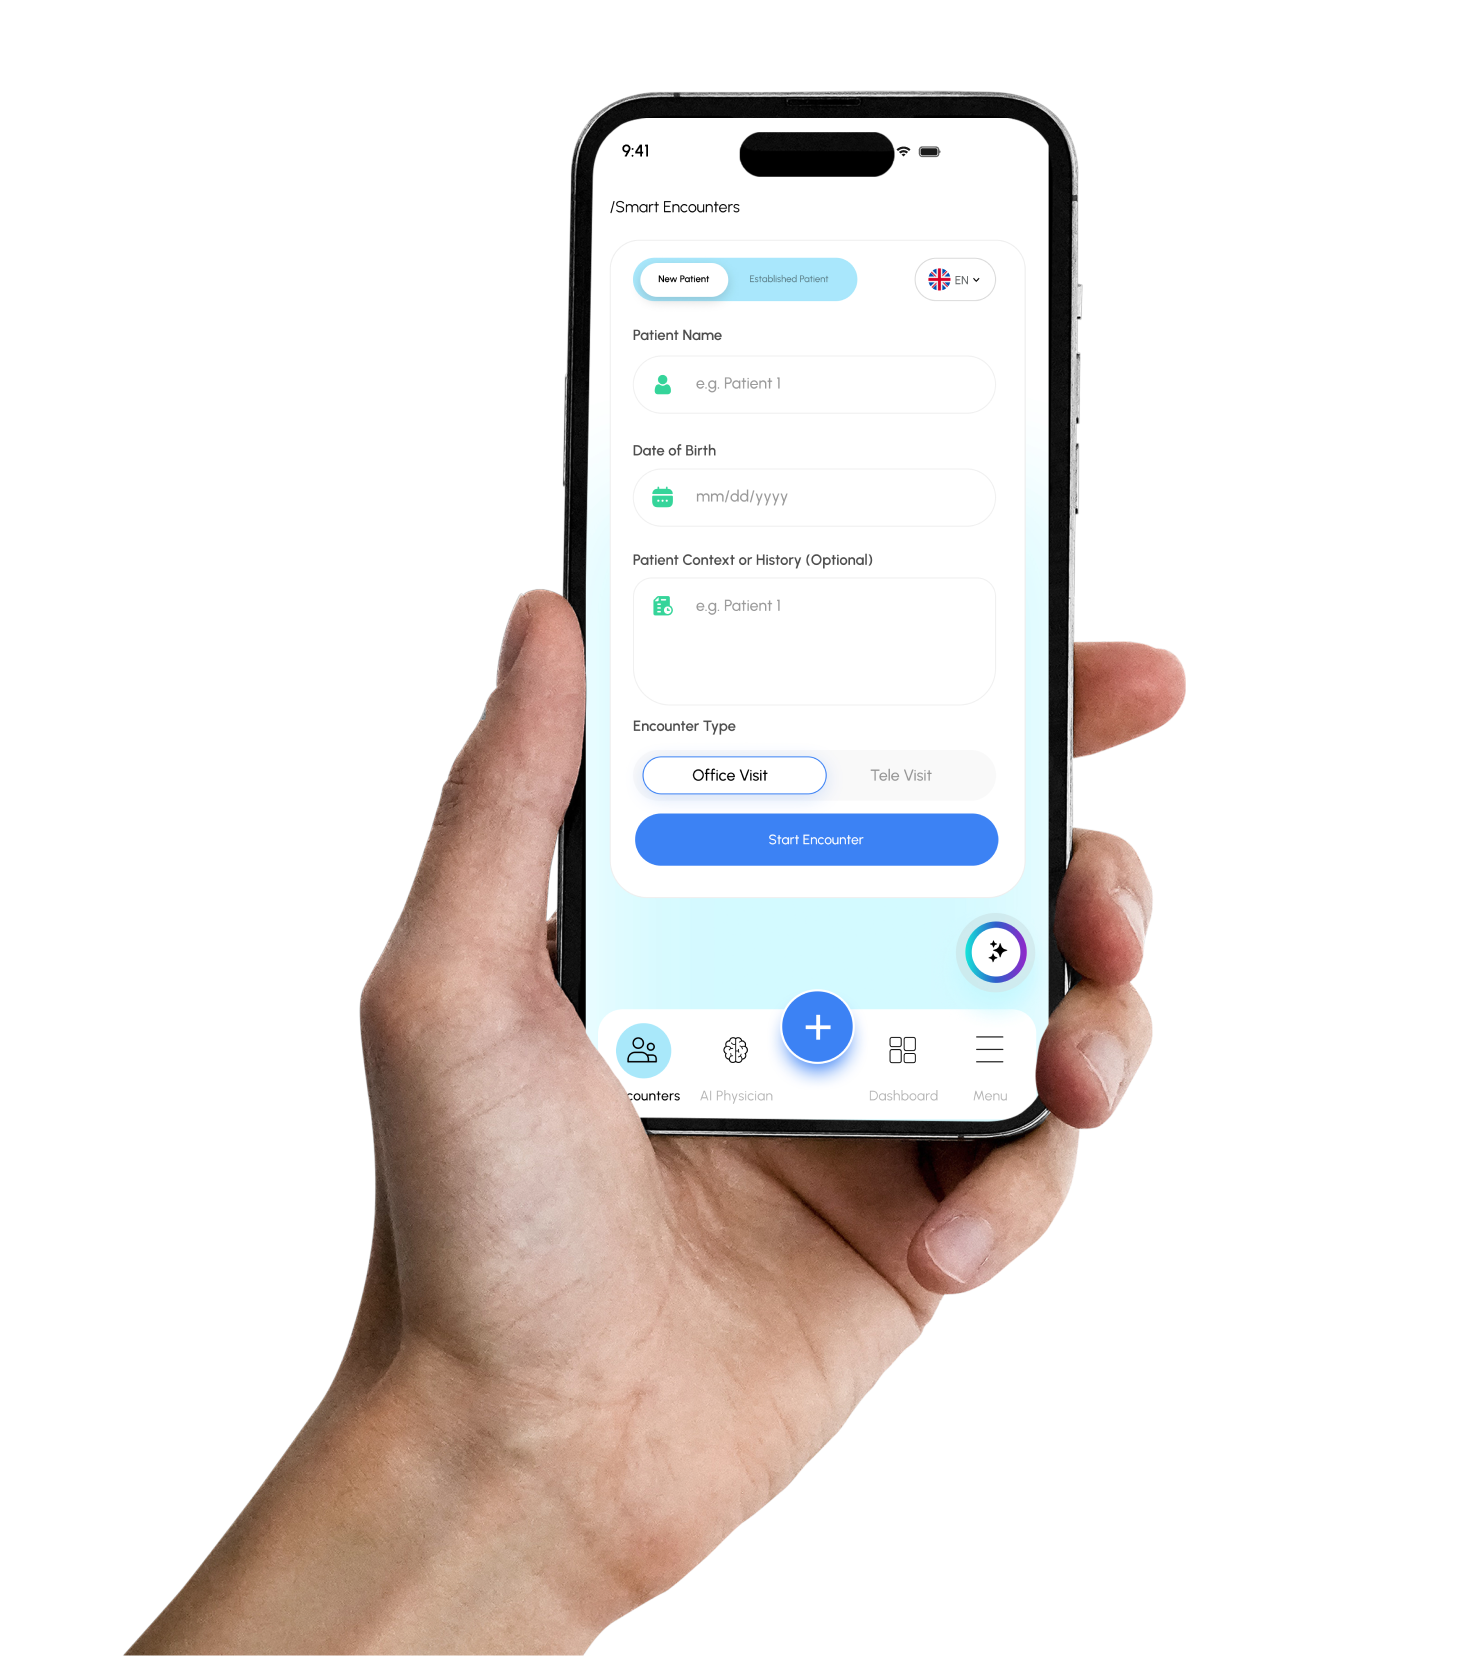 9:41
/Smart Encounters
New Patient Established Patient EN
Patient Name
e.g. Patient 1
Date of Birth
mm/dd/yyyy
Patient Context or History (Optional)
e.g. Patient 1
Encounter Type
Office Visit Tele Visit
Start Encounter
counters AI Physician Dashboard Menu